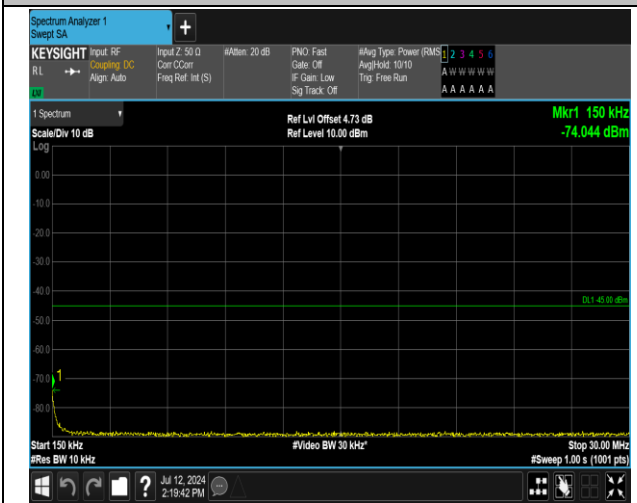 Spectrum Analyzer 1
Swept SA
+
KEYSIGHT
RL
LXI
Input: RF
Coupling: DC
Align: Auto
Input Z: 50 Ω
Corr CCorr
Freq Ref: Int (S)
#Atten: 20 dB
PNO: Fast
Gate: Off
IF Gain: Low
Sig Track: Off
#Avg Type: Power (RMS
Avg|Hold: 10/10
Trig: Free Run
1 2 3 4 5 6
A W W W W W
A A A A A A
1 Spectrum
Scale/Div 10 dB
Ref Lvl Offset 4.73 dB
Ref Level 10.00 dBm
Mkr1 150 kHz
-74.044 dBm
Log
0.00
-10.0
-20.0
-30.0
-40.0
DL1 -45.00 dBm
-50.0
-60.0
-70.0
1
-80.0
Start 150 kHz
#Video BW 30 kHz*
Stop 30.00 MHz
#Res BW 10 kHz
#Sweep 1.00 s (1001 pts)
?
Jul 12, 2024
2:19:42 PM